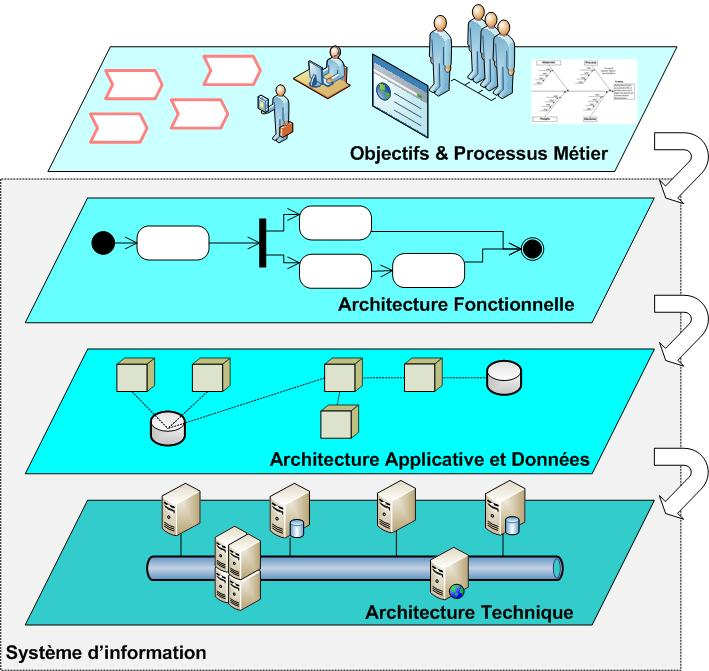 Objectifs & Processus Métier
Architecture Fonctionnelle
Architecture Applicative et Données
Architecture Technique
Système d'information